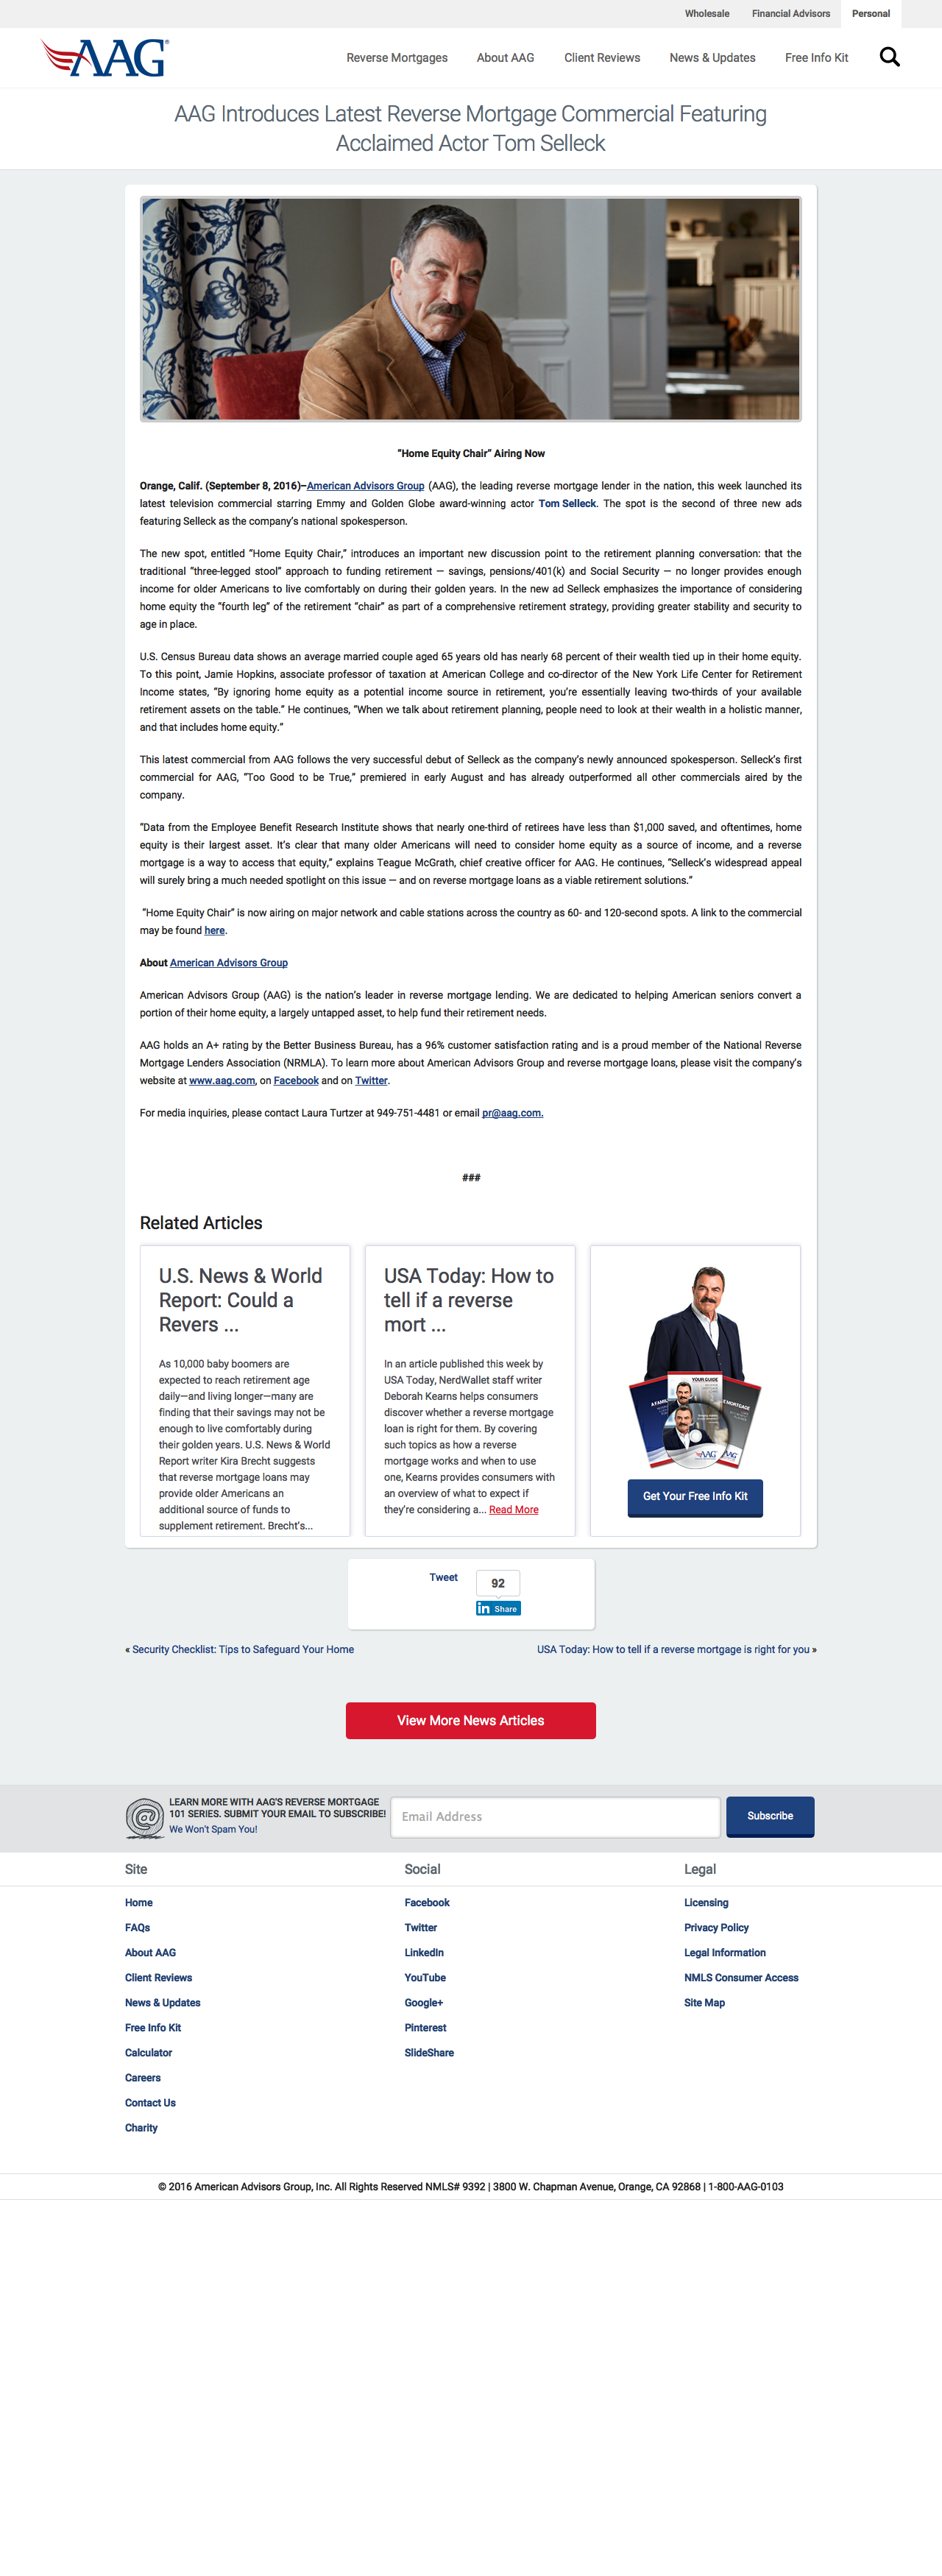 Wholesale Financial Advisors Personal
AAG®
Reverse Mortgages About AAG Client Reviews News & Updates Free Info Kit
AAG Introduces Latest Reverse Mortgage Commercial Featuring
Acclaimed Actor Tom Selleck
“Home Equity Chair” Airing Now
Orange, Calif. (September 8, 2016)–American Advisors Group (AAG), the leading reverse mortgage lender in the nation, this week launched its
latest television commercial starring Emmy and Golden Globe award-winning actor Tom Selleck. The spot is the second of three new ads
featuring Selleck as the company’s national spokesperson.
The new spot, entitled “Home Equity Chair,” introduces an important new discussion point to the retirement planning conversation: that the
traditional “three-legged stool” approach to funding retirement — savings, pensions/401(k) and Social Security — no longer provides enough
income for older Americans to live comfortably on during their golden years. In the new ad Selleck emphasizes the importance of considering
home equity the “fourth leg” of the retirement “chair” as part of a comprehensive retirement strategy, providing greater stability and security to
age in place.
U.S. Census Bureau data shows an average married couple aged 65 years old has nearly 68 percent of their wealth tied up in their home equity.
To this point, Jamie Hopkins, associate professor of taxation at American College and co-director of the New York Life Center for Retirement
Income states, “By ignoring home equity as a potential income source in retirement, you’re essentially leaving two-thirds of your available
retirement assets on the table.” He continues, “When we talk about retirement planning, people need to look at their wealth in a holistic manner,
and that includes home equity.”
This latest commercial from AAG follows the very successful debut of Selleck as the company’s newly announced spokesperson. Selleck’s first
commercial for AAG, “Too Good to be True,” premiered in early August and has already outperformed all other commercials aired by the
company.
“Data from the Employee Benefit Research Institute shows that nearly one-third of retirees have less than $1,000 saved, and oftentimes, home
equity is their largest asset. It’s clear that many older Americans will need to consider home equity as a source of income, and a reverse
mortgage is a way to access that equity,” explains Teague McGrath, chief creative officer for AAG. He continues, “Selleck’s widespread appeal
will surely bring a much needed spotlight on this issue — and on reverse mortgage loans as a viable retirement solutions.”
“Home Equity Chair” is now airing on major network and cable stations across the country as 60- and 120-second spots. A link to the commercial
may be found here.
About American Advisors Group
American Advisors Group (AAG) is the nation’s leader in reverse mortgage lending. We are dedicated to helping American seniors convert a
portion of their home equity, a largely untapped asset, to help fund their retirement needs.
AAG holds an A+ rating by the Better Business Bureau, has a 96% customer satisfaction rating and is a proud member of the National Reverse
Mortgage Lenders Association (NRMLA). To learn more about American Advisors Group and reverse mortgage loans, please visit the company’s
website at www.aag.com, on Facebook and on Twitter.
For media inquiries, please contact Laura Turtzer at 949-751-4481 or email pr@aag.com.
###
Related Articles
U.S. News & World
Report: Could a
Revers ...
As 10,000 baby boomers are
expected to reach retirement age
daily—and living longer—many are
finding that their savings may not be
enough to live comfortably during
their golden years. U.S. News & World
Report writer Kira Brecht suggests
that reverse mortgage loans may
provide older Americans an
additional source of funds to
supplement retirement. Brecht’s...
USA Today: How to
tell if a reverse
mort ...
In an article published this week by
USA Today, NerdWallet staff writer
Deborah Kearns helps consumers
discover whether a reverse mortgage
loan is right for them. By covering
such topics as how a reverse
mortgage works and when to use
one, Kearns provides consumers with
an overview of what to expect if
they’re considering a... Read More
YOUR GUIDE
AAG
AAG
Get Your Free Info Kit
Tweet
92
in Share
« Security Checklist: Tips to Safeguard Your Home
USA Today: How to tell if a reverse mortgage is right for you »
View More News Articles
LEARN MORE WITH AAG'S REVERSE MORTGAGE
101 SERIES. SUBMIT YOUR EMAIL TO SUBSCRIBE!
We Won't Spam You!
Email Address
Subscribe
Site
Home
FAQs
About AAG
Client Reviews
News & Updates
Free Info Kit
Calculator
Careers
Contact Us
Charity
Social
Facebook
Twitter
LinkedIn
YouTube
Google+
Pinterest
SlideShare
Legal
Licensing
Privacy Policy
Legal Information
NMLS Consumer Access
Site Map
© 2016 American Advisors Group, Inc. All Rights Reserved NMLS# 9392 | 3800 W. Chapman Avenue, Orange, CA 92868 | 1-800-AAG-0103